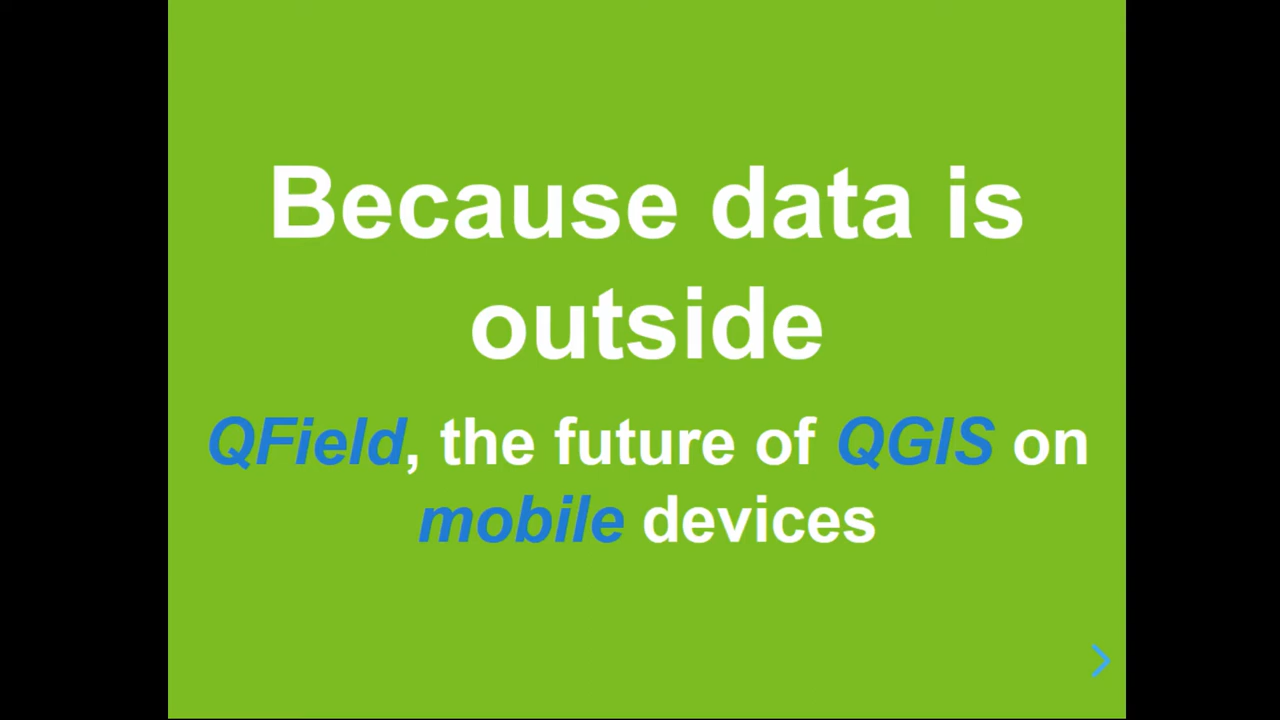 Because data is
outside
QField, the future of QGIS on
mobile devices